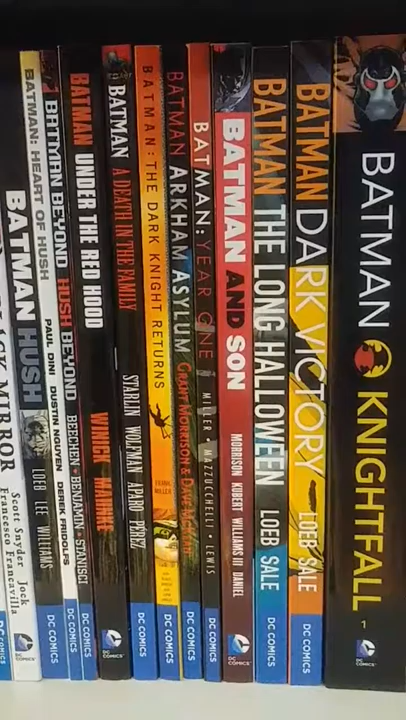 MIRROR
Scott Snyder Jock
Francesco Francavilla
DC COMICS
BATMAN HUSH
LOEB LEE WILLIAMS
DC COMICS
BATMAN: HEART OF HUSH
PAUL DINI DUSTIN NGUYEN DEREK FRIDOLFS
DC COMICS
BATMAN BEYOND HUSH BEYOND
BEECHEN • BENJAMIN • STANISCI
DC COMICS
BATMAN UNDER THE RED HOOD
WINICK MAHNKE
DC COMICS
BATMAN A DEATH IN THE FAMILY
STARLIN WOLFMAN APARO PÉREZ
DC COMICS
BATMAN: THE DARK KNIGHT RETURNS
FRANK MILLER
DC COMICS
BATMAN ARKHAM ASYLUM
GRANT MORRISON & DAVE MCKEAN
DC COMICS
BATMAN: YEAR ONE
MILLER • MAZZUCCHELLI • LEWIS
DC COMICS
BATMAN AND SON
MORRISON KUBERT WILLIAMS III DANIEL
DC COMICS
BATMAN THE LONG HALLOWEEN
LOEB SALE
DC COMICS
BATMAN DARK VICTORY
LOEB SALE
DC COMICS
BATMAN KNIGHTFALL
1
DC COMICS